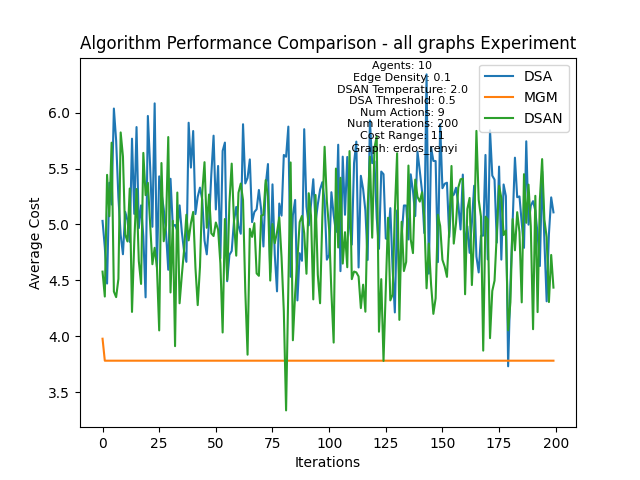 Algorithm Performance Comparison - all graphs Experiment
Agents: 10
Edge Density: 0.1
DSAN Temperature: 2.0
DSA Threshold: 0.5
Num Actions: 9
Num Iterations: 200
Cost Range: 11
Graph: erdos_renyi
DSA
MGM
DSAN
Average Cost
6.0
5.5
5.0
4.5
4.0
3.5
0 25 50 75 100 125 150 175 200
Iterations